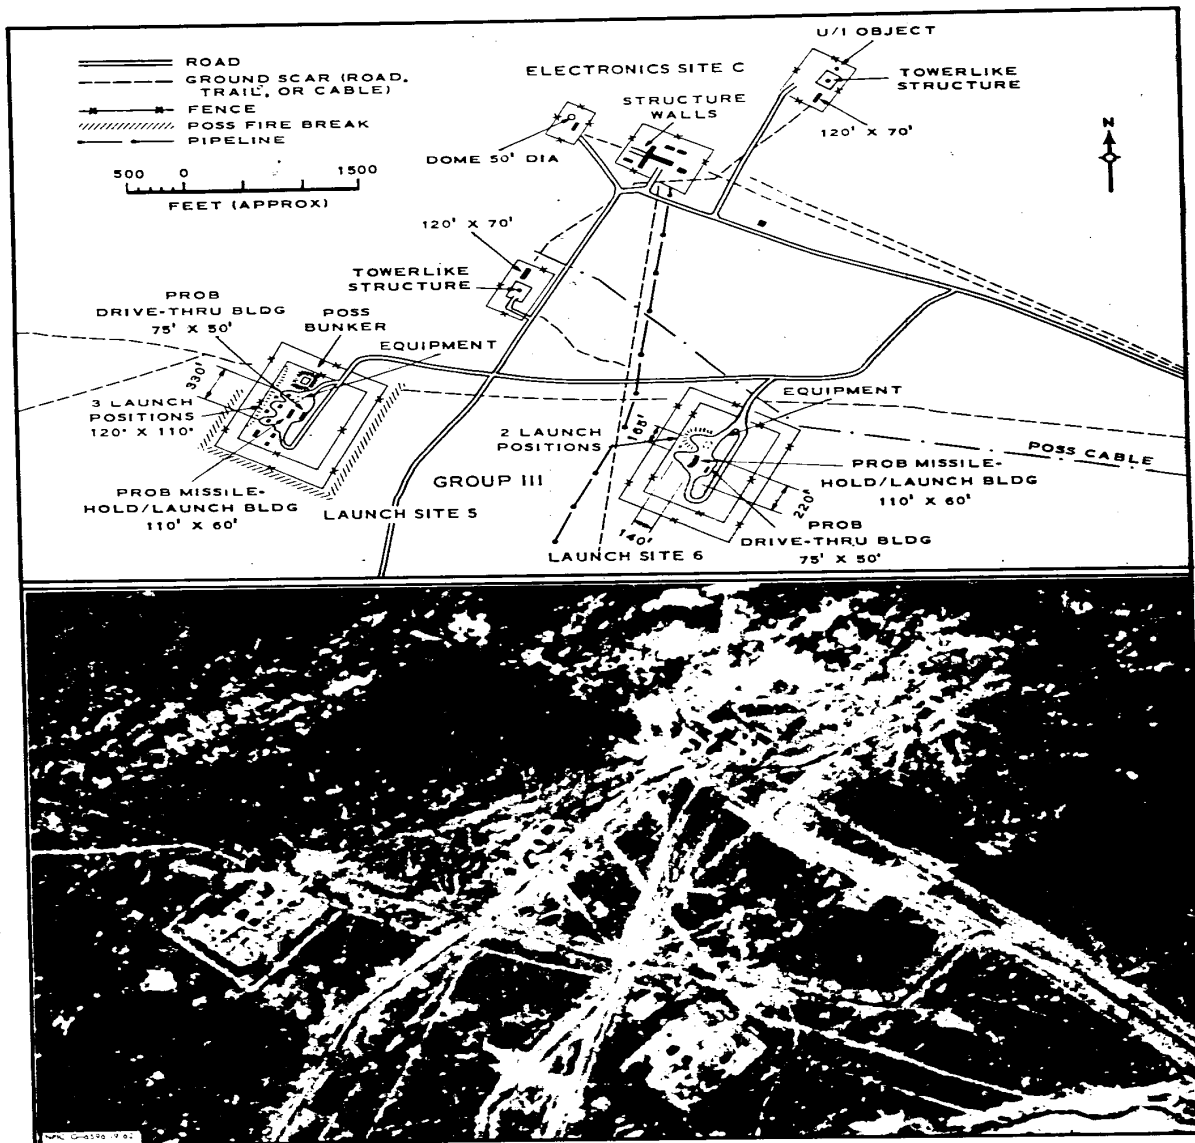 ROAD
GROUND SCAR (ROAD,
TRAIL, OR CABLE)
FENCE
POSS FIRE BREAK
PIPELINE
500 0 1500
FEET (APPROX)
U/I OBJECT
ELECTRONICS SITE C
TOWERLIKE
STRUCTURE
STRUCTURE
WALLS
120' X 70'
N
DOME 50' DIA
120' X 70'
TOWERLIKE
STRUCTURE
PROB
DRIVE-THRU BLDG
75' X 50'
POSS
BUNKER
EQUIPMENT
330'
3 LAUNCH
POSITIONS
120' X 110'
EQUIPMENT
2 LAUNCH
POSITIONS
168'
POSS CABLE
GROUP III
PROB MISSILE-
HOLD/LAUNCH BLDG
110' X 60'
PROB MISSILE-
HOLD/LAUNCH BLDG
110' X 60'
220'
LAUNCH SITE 5
140'
PROB
DRIVE-THRU BLDG
75' X 50'
LAUNCH SITE 6